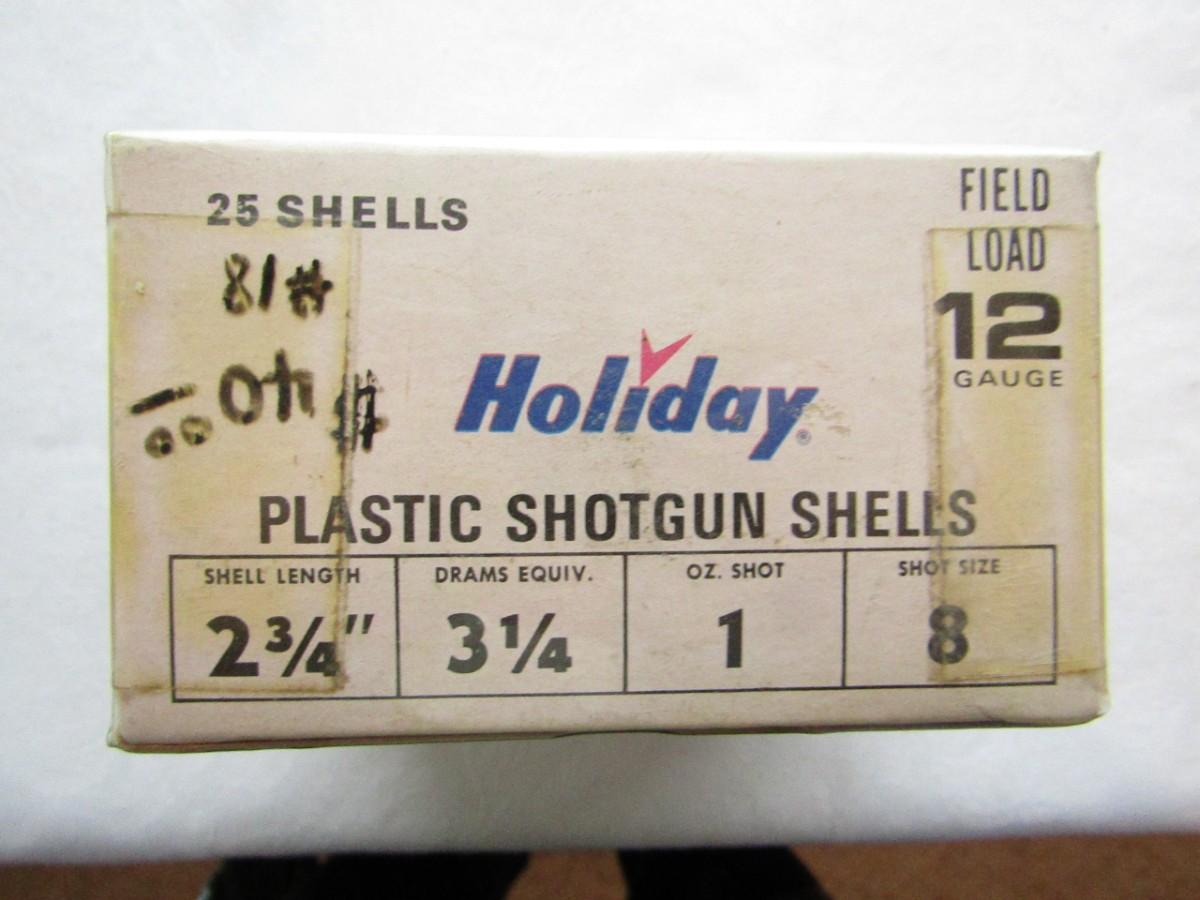 25 SHELLS
FIELD
LOAD
12
GAUGE
Holiday®
PLASTIC SHOTGUN SHELLS
SHELL LENGTH DRAMS EQUIV. OZ. SHOT SHOT SIZE
2¾" 3¼ 1 8